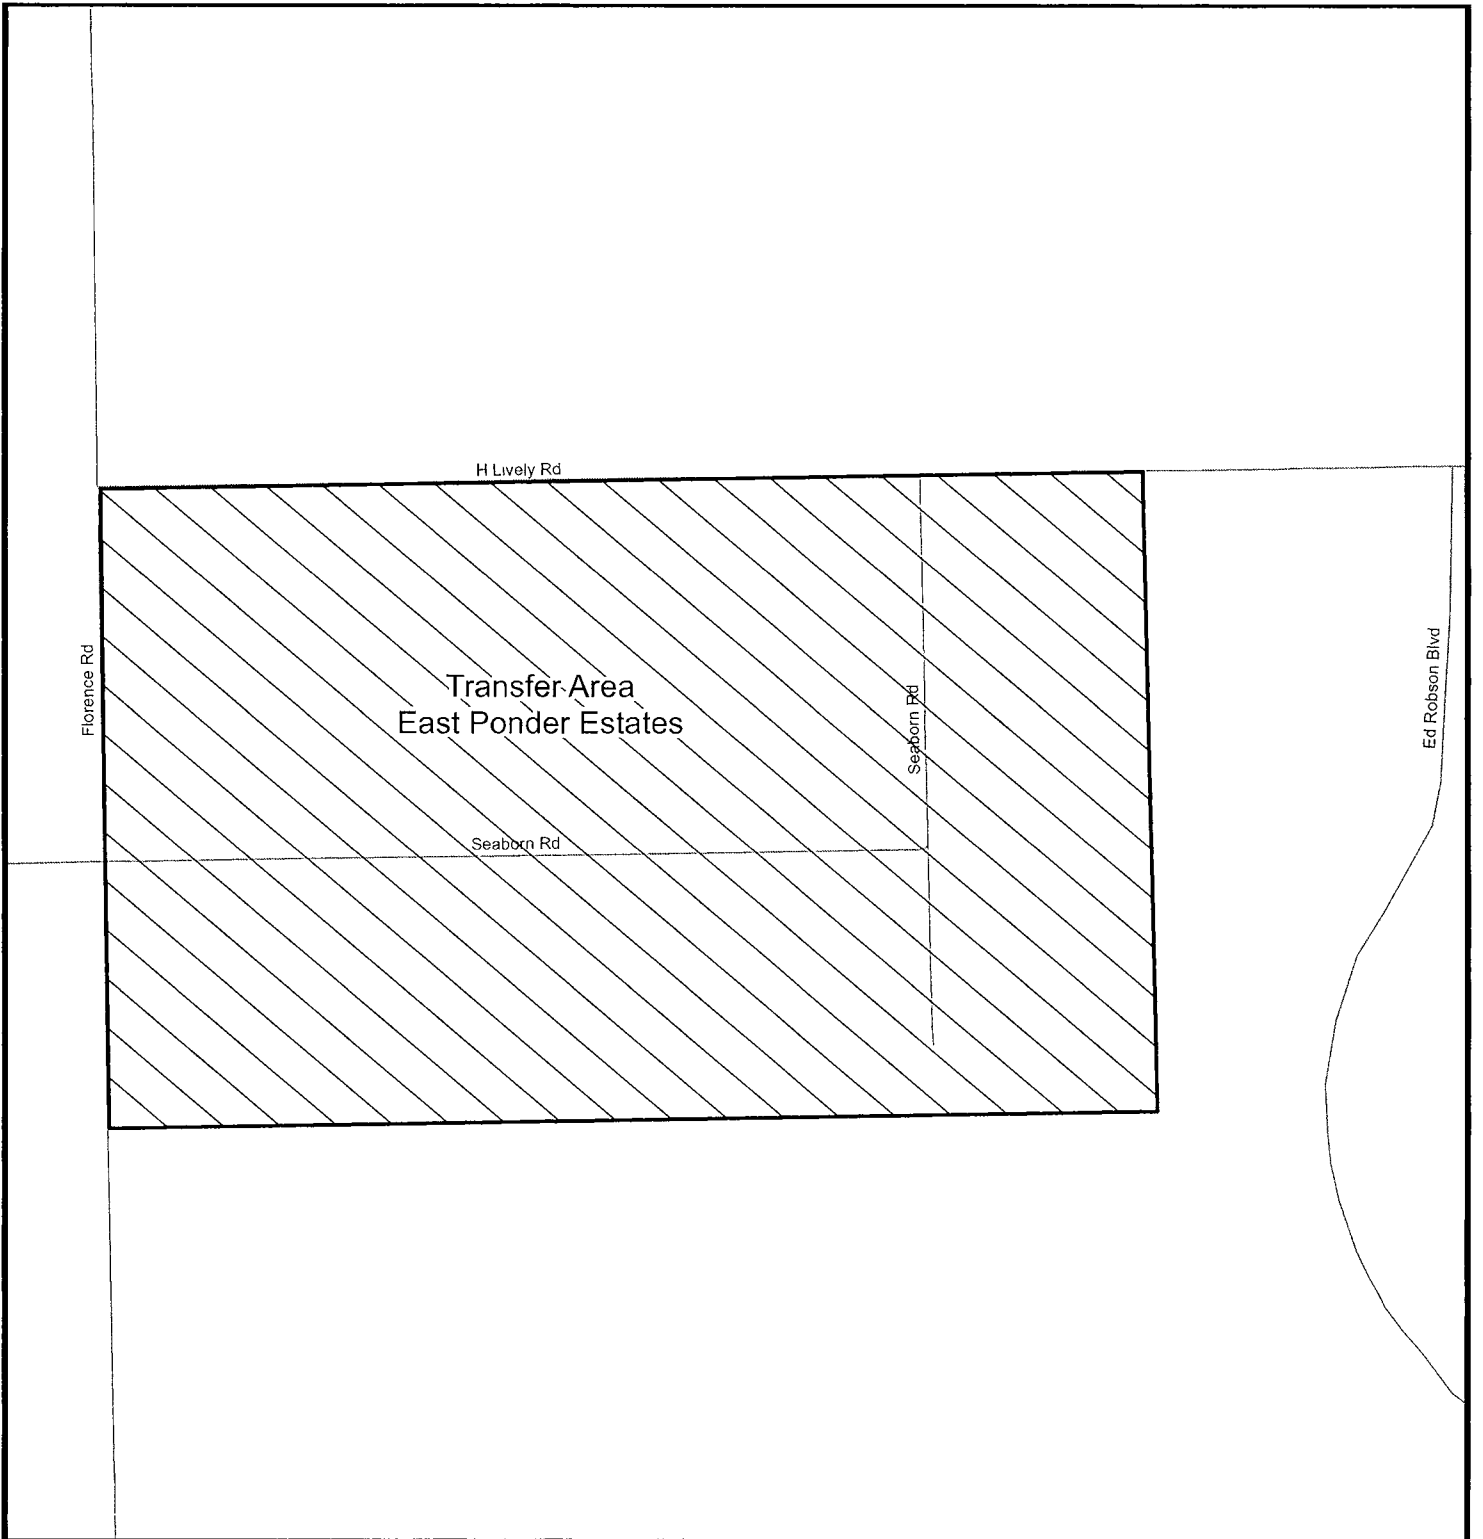 H Lively Rd
Florence Rd
Transfer Area
East Ponder Estates
Seaborn Rd
Ed Robson Blvd
Seaborn Rd